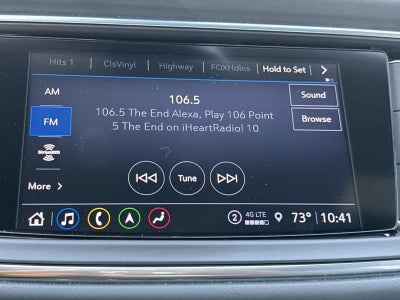 Hits 1 ClsVinyl Highway FOXHdlns Hold to Set
AM
106.5
Sound
106.5 The End Alexa, Play 106 Point
5 The End on iHeartRadio! 10
FM
Browse
SiriusXM
More
Tune
2 4G LTE 73° 10:41